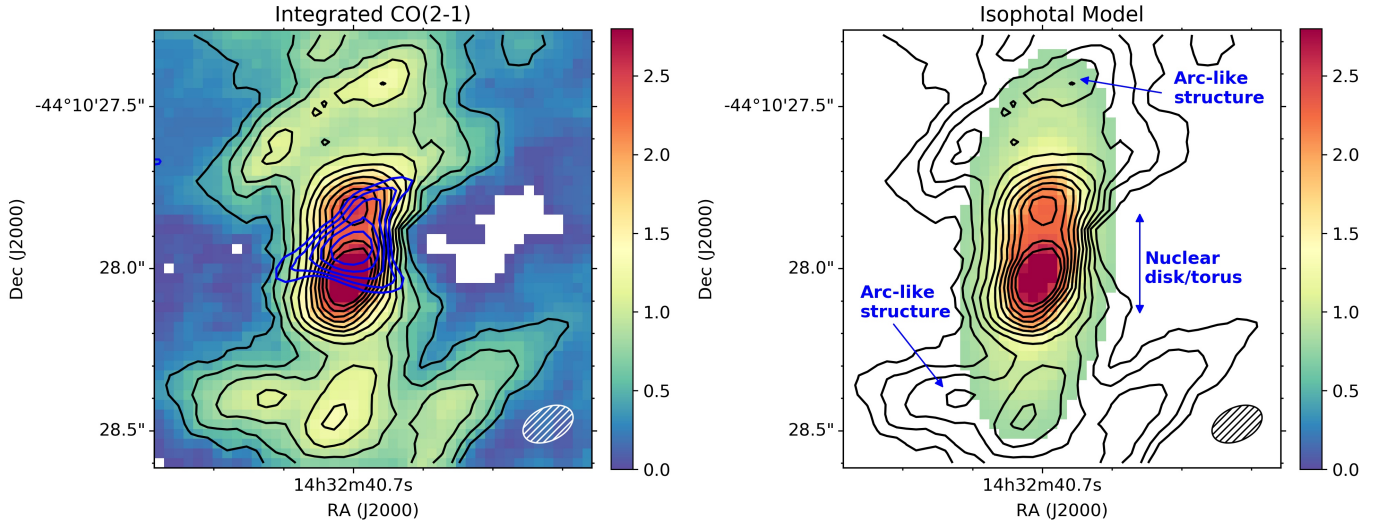 Integrated CO(2-1)
Isophotal Model
-44°10'27.5"
28.0"
28.5"
Dec (J2000)
14h32m40.7s
RA (J2000)
2.5
2.0
1.5
1.0
0.5
0.0
Dec (J2000)
-44°10'27.5"
28.0"
28.5"
Arc-like
structure
Nuclear
disk/torus
Arc-like
structure
14h32m40.7s
RA (J2000)
2.5
2.0
1.5
1.0
0.5
0.0